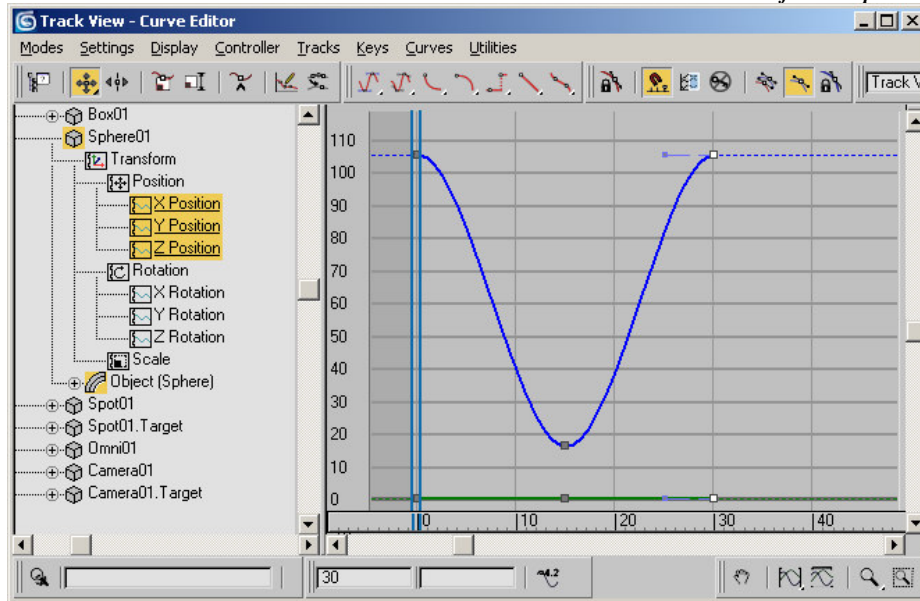 Track View - Curve Editor
Modes Settings Display Controller Tracks Keys Curves Utilities
Track V
Box01
Sphere01
Transform
Position
X Position
Y Position
Z Position
Rotation
X Rotation
Y Rotation
Z Rotation
Scale
Object (Sphere)
Spot01
Spot01.Target
Omni01
Camera01
Camera01.Target
110
100
90
80
70
60
50
40
30
20
10
0
0 10 20 30 40
30
4.2